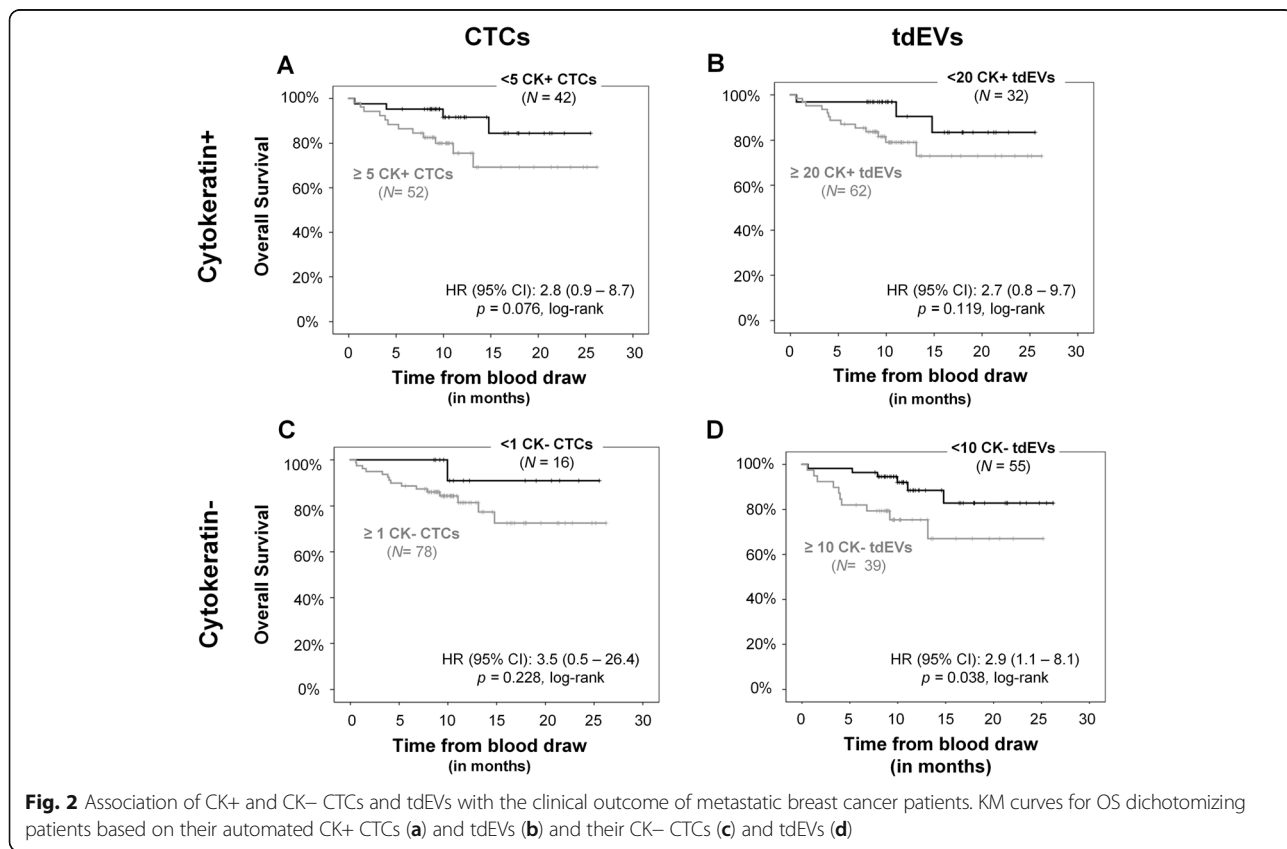 CTCs
tdEVs
Cytokeratin+
A
<5 CK+ CTCs
(N = 42)
≥ 5 CK+ CTCs
(N= 52)
HR (95% CI): 2.8 (0.9 – 8.7)
p = 0.076, log-rank
Overall Survival
100%
80%
60%
40%
20%
0%
0 5 10 15 20 25 30
Time from blood draw
(in months)
B
<20 CK+ tdEVs
(N = 32)
≥ 20 CK+ tdEVs
(N= 62)
HR (95% CI): 2.7 (0.8 – 9.7)
p = 0.119, log-rank
100%
80%
60%
40%
20%
0%
0 5 10 15 20 25 30
Time from blood draw
(in months)
Cytokeratin-
C
<1 CK- CTCs
(N = 16)
≥ 1 CK- CTCs
(N= 78)
HR (95% CI): 3.5 (0.5 – 26.4)
p = 0.228, log-rank
Overall Survival
100%
80%
60%
40%
20%
0%
0 5 10 15 20 25 30
Time from blood draw
(in months)
D
<10 CK- tdEVs
(N = 55)
≥ 10 CK- tdEVs
(N= 39)
HR (95% CI): 2.9 (1.1 – 8.1)
p = 0.038, log-rank
100%
80%
60%
40%
20%
0%
0 5 10 15 20 25 30
Time from blood draw
(in months)
Fig. 2 Association of CK+ and CK− CTCs and tdEVs with the clinical outcome of metastatic breast cancer patients. KM curves for OS dichotomizing
patients based on their automated CK+ CTCs (a) and tdEVs (b) and their CK− CTCs (c) and tdEVs (d)